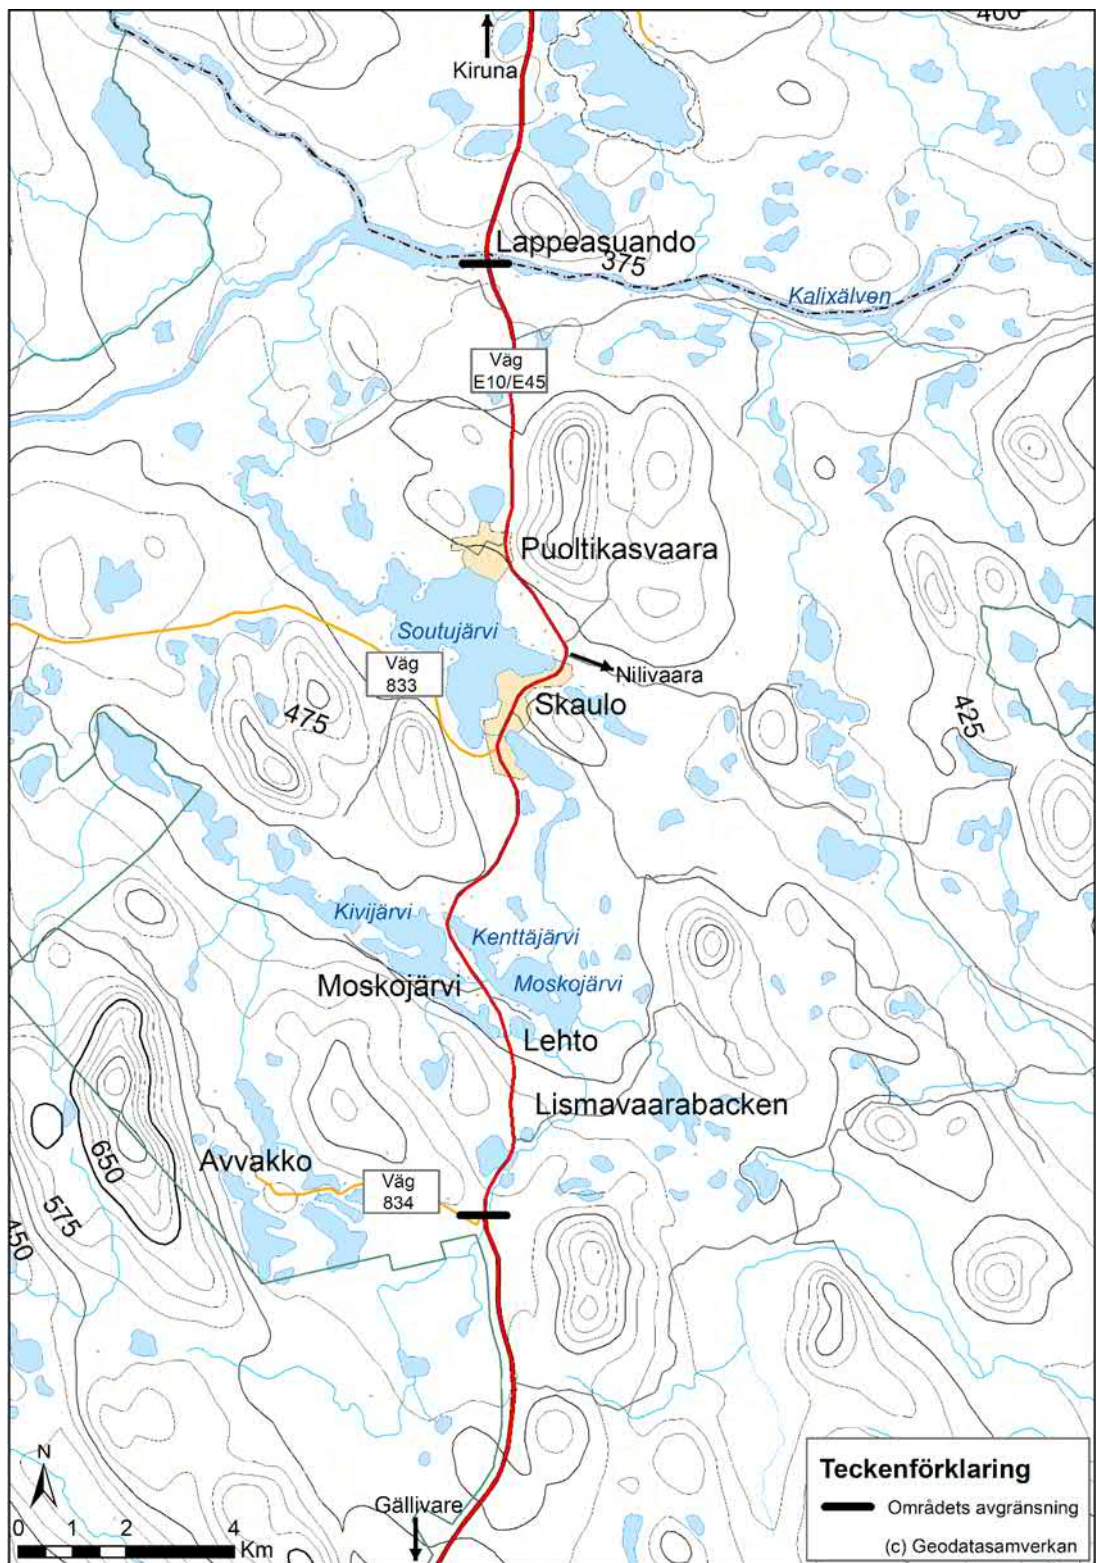 400
Kiruna
Lappeasuando
375
Kalixälven
Väg
E10/E45
Puoltikasvaara
Soutujärvi
Väg
833
Nilivaara
Skaulo
475
425
Kivijärvi
Kenttäjärvi
Moskojärvi
Moskojärvi
Lehto
Lismavaarabacken
Avvakko
650
Väg
834
575
450
Teckenförklaring
Områdets avgränsning
(c) Geodatasamverkan
N
Gällivare
0 2 4
Km